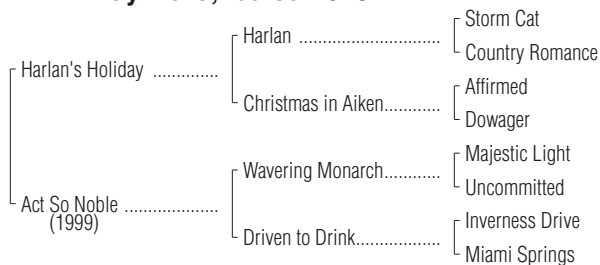 Storm Cat
Harlan ................................
Country Romance
Harlan's Holiday ...............
Affirmed
Christmas in Aiken.............
Dowager
Majestic Light
Wavering Monarch.............
Uncommitted
Act So Noble .....................
(1999)
Inverness Drive
Driven to Drink...................
Miami Springs